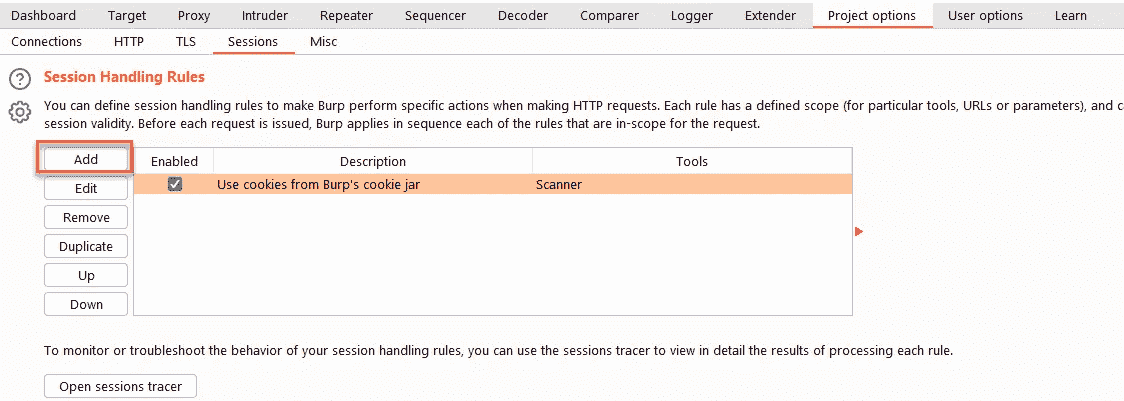 Dashboard Target Proxy Intruder Repeater Sequencer Decoder Comparer Logger Extender Project options User options Learn
Connections HTTP TLS Sessions Misc
? Session Handling Rules
You can define session handling rules to make Burp perform specific actions when making HTTP requests. Each rule has a defined scope (for particular tools, URLs or parameters), and c
session validity. Before each request is issued, Burp applies in sequence each of the rules that are in-scope for the request.
Add Enabled Description Tools
Edit Use cookies from Burp's cookie jar Scanner
Remove
Duplicate
Up
Down
To monitor or troubleshoot the behavior of your session handling rules, you can use the sessions tracer to view in detail the results of processing each rule.
Open sessions tracer